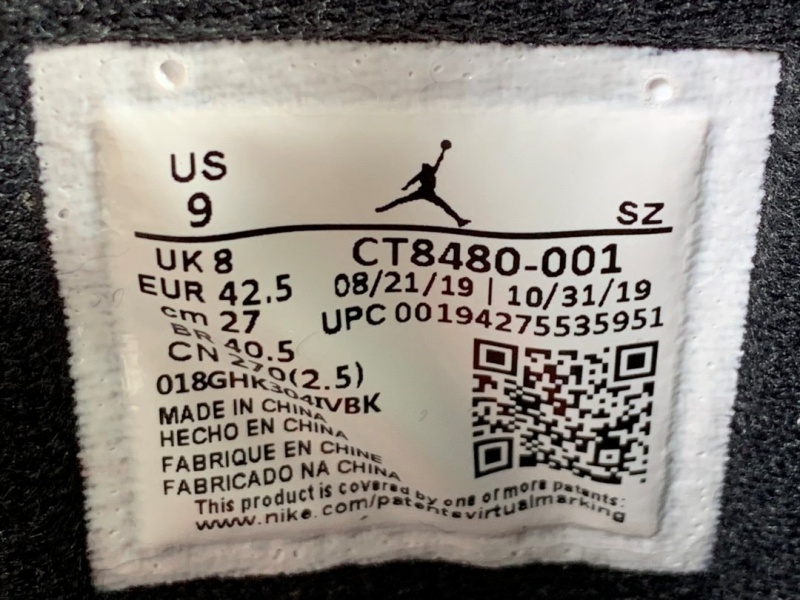 US
9
SZ
UK 8
CT8480-001
EUR 42.5
08/21/19 | 10/31/19
cm 27
UPC 00194275535951
BR 40.5
CN 270(2.5)
018GHK304IVBK
MADE IN CHINA
HECHO EN CHINA
FABRIQUE EN CHINE
FABRICADO NA CHINA
This product is covered by one or more patents:
www.nike.com/patentsvirtualmarking